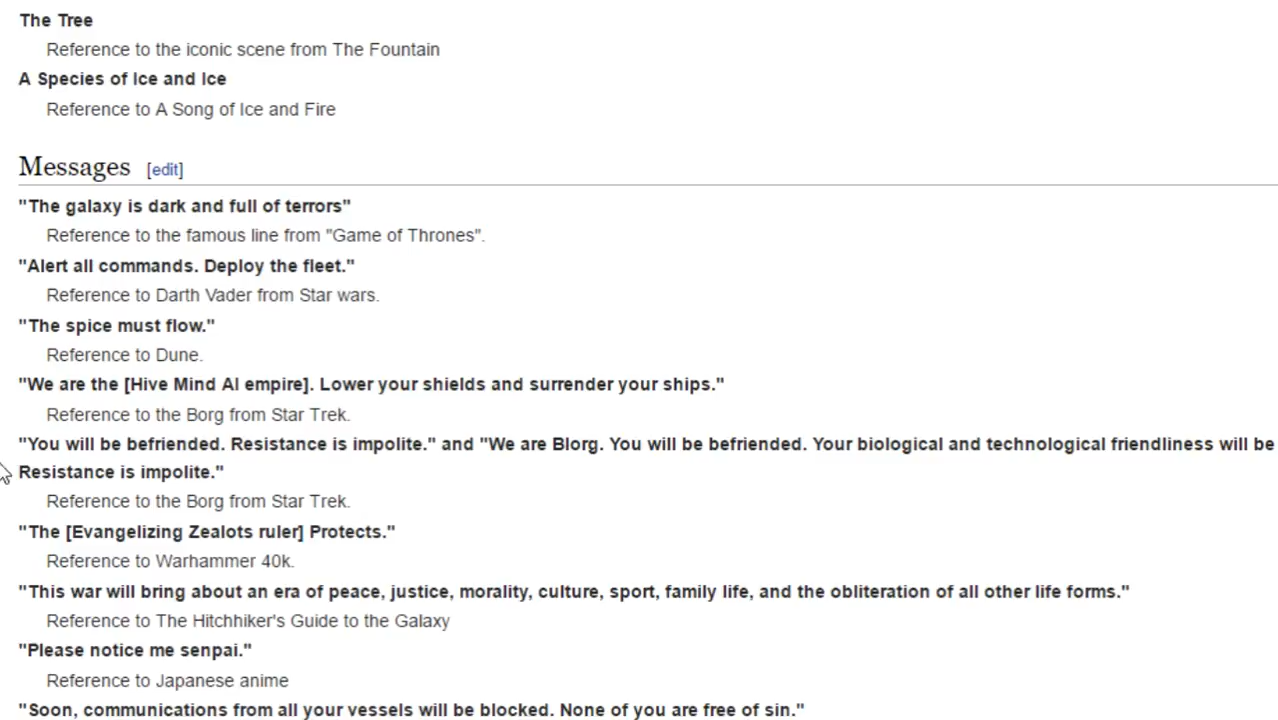 The Tree
Reference to the iconic scene from The Fountain
A Species of Ice and Ice
Reference to A Song of Ice and Fire
Messages [edit]
"The galaxy is dark and full of terrors"
Reference to the famous line from "Game of Thrones".
"Alert all commands. Deploy the fleet."
Reference to Darth Vader from Star wars.
"The spice must flow."
Reference to Dune.
"We are the [Hive Mind AI empire]. Lower your shields and surrender your ships."
Reference to the Borg from Star Trek.
"You will be befriended. Resistance is impolite." and "We are Blorg. You will be befriended. Your biological and technological friendliness will be
Resistance is impolite."
Reference to the Borg from Star Trek.
"The [Evangelizing Zealots ruler] Protects."
Reference to Warhammer 40k.
"This war will bring about an era of peace, justice, morality, culture, sport, family life, and the obliteration of all other life forms."
Reference to The Hitchhiker's Guide to the Galaxy
"Please notice me senpai."
Reference to Japanese anime
"Soon, communications from all your vessels will be blocked. None of you are free of sin."